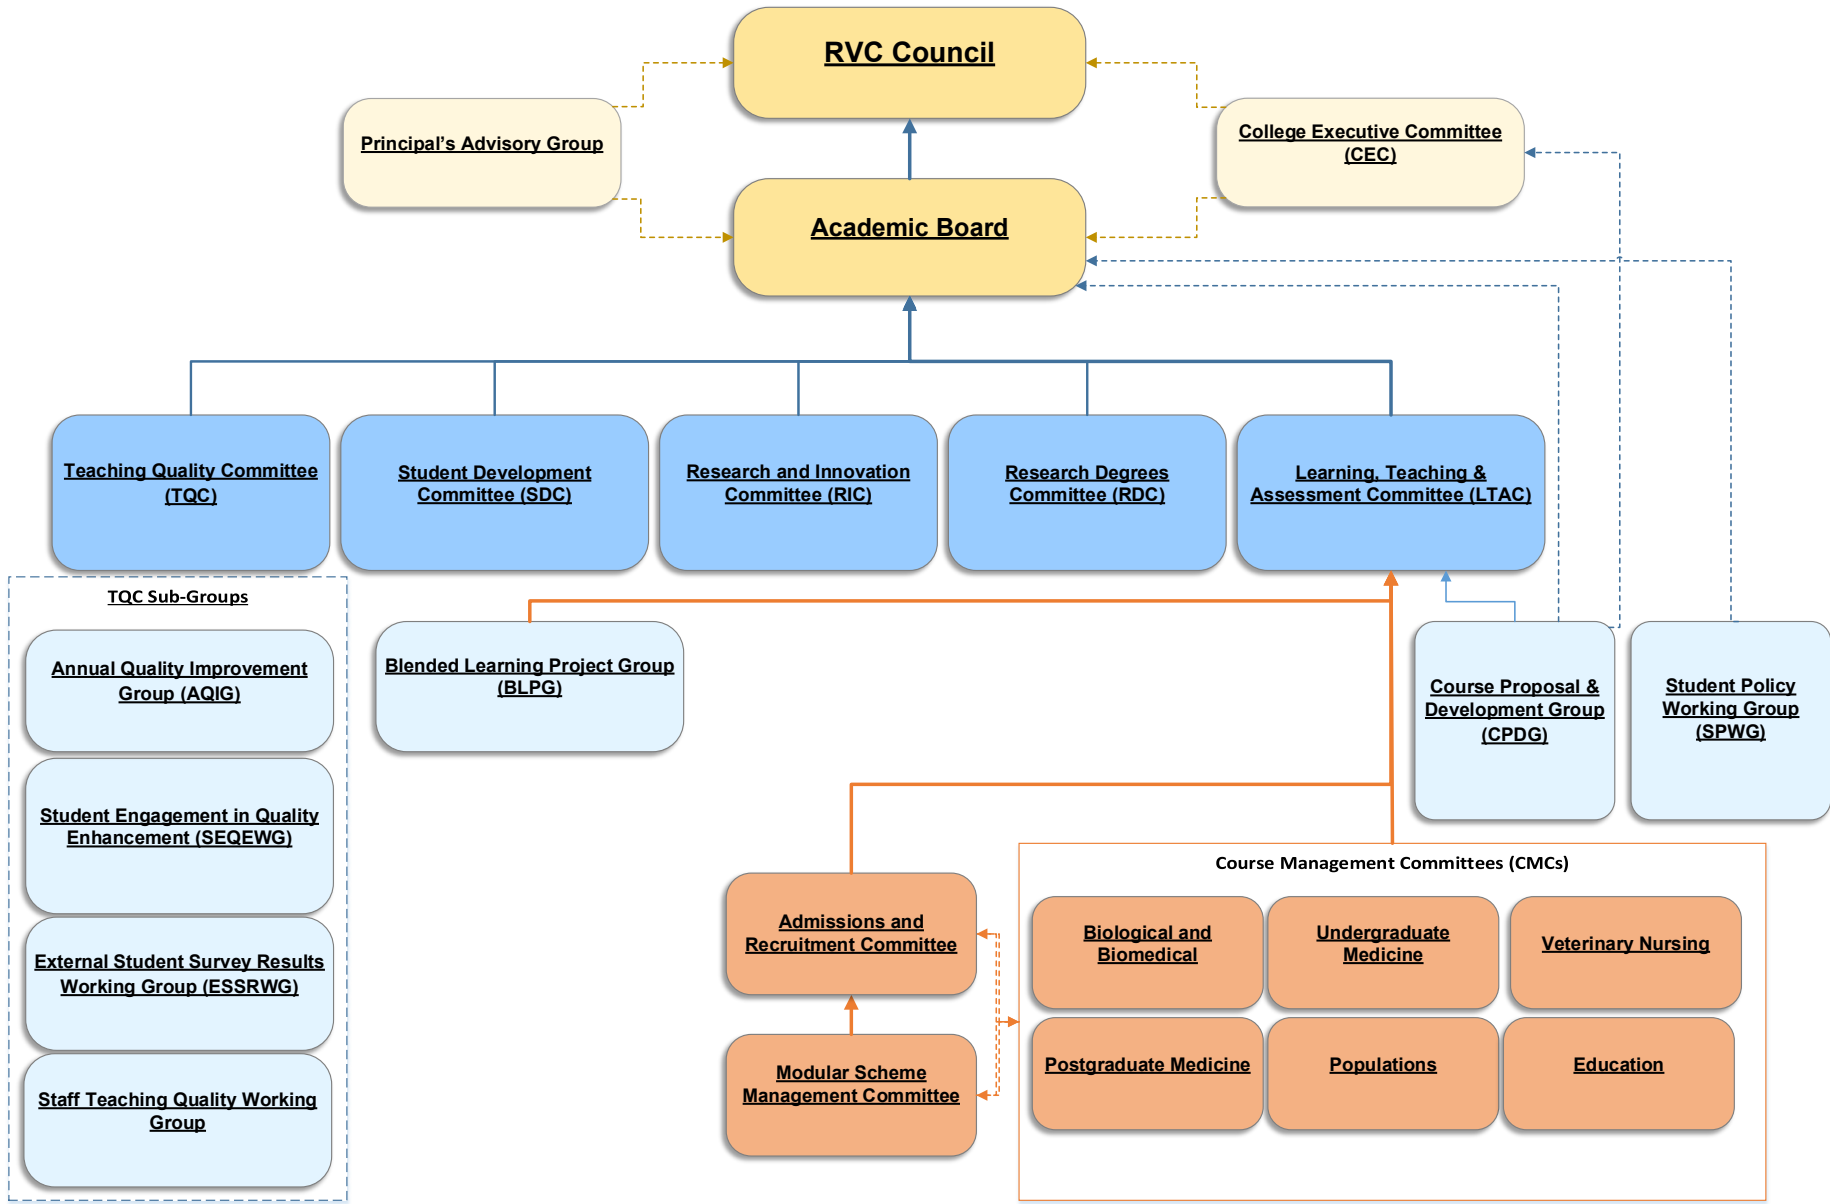 RVC Council
Principal's Advisory Group
College Executive Committee
(CEC)
Academic Board
Teaching Quality Committee
(TQC)
Student Development
Committee (SDC)
Research and Innovation
Committee (RIC)
Research Degrees
Committee (RDC)
Learning, Teaching &
Assessment Committee (LTAC)
TQC Sub-Groups
Annual Quality Improvement
Group (AQIG)
Student Engagement in Quality
Enhancement (SEQEWG)
External Student Survey Results
Working Group (ESSRWG)
Staff Teaching Quality Working
Group
Blended Learning Project Group
(BLPG)
Course Proposal &
Development Group
(CPDG)
Student Policy
Working Group
(SPWG)
Admissions and
Recruitment Committee
Modular Scheme
Management Committee
Course Management Committees (CMCs)
Biological and
Biomedical
Undergraduate
Medicine
Veterinary Nursing
Postgraduate Medicine
Populations
Education